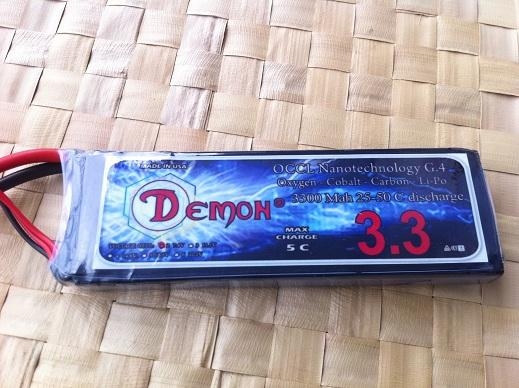 MADE IN USA
OCCL Nanotechnology G.4
Oxygen - Cobalt - Carbon - Li-Po
3300 Mah 25-50 C discharge
DEMON®
MAX
CHARGE
5 C
3.3